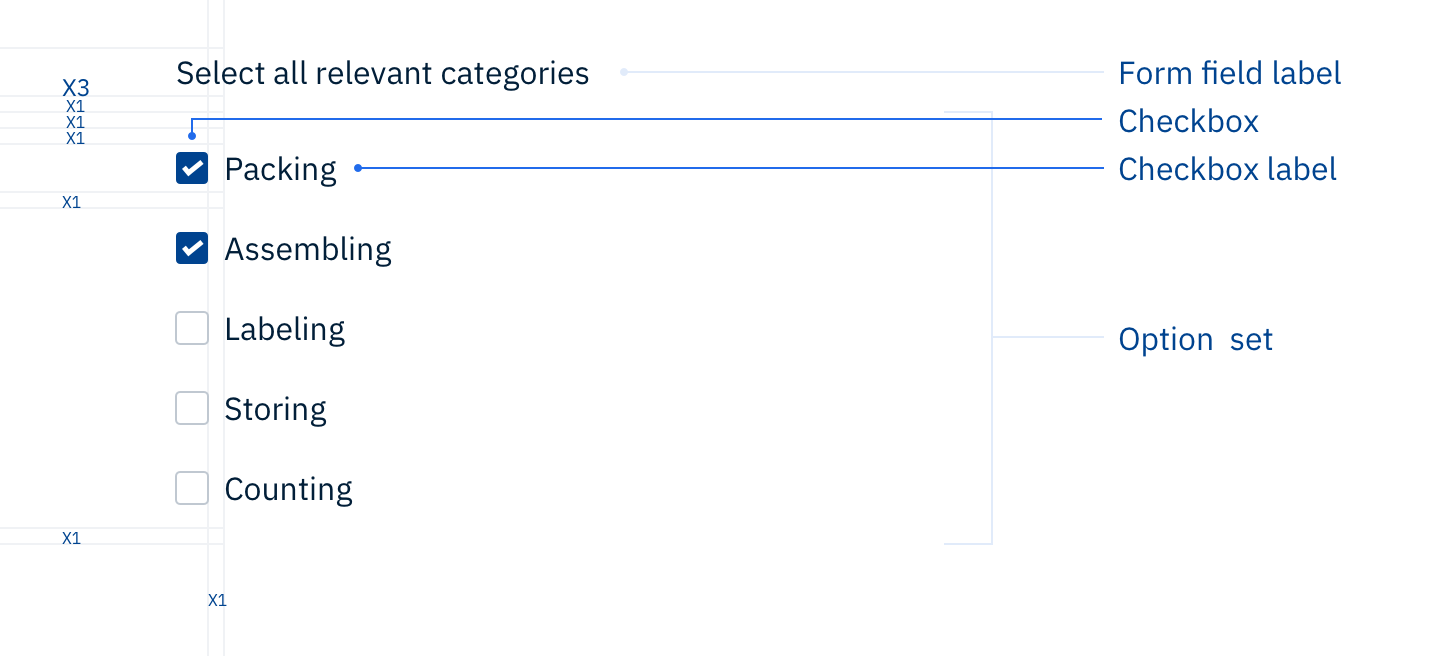 Select all relevant categories
Form field label
X3
X1
X1
Checkbox
X1
Packing
Checkbox label
X1
Assembling
Labeling
Option  set
Storing
Counting
X1
X1